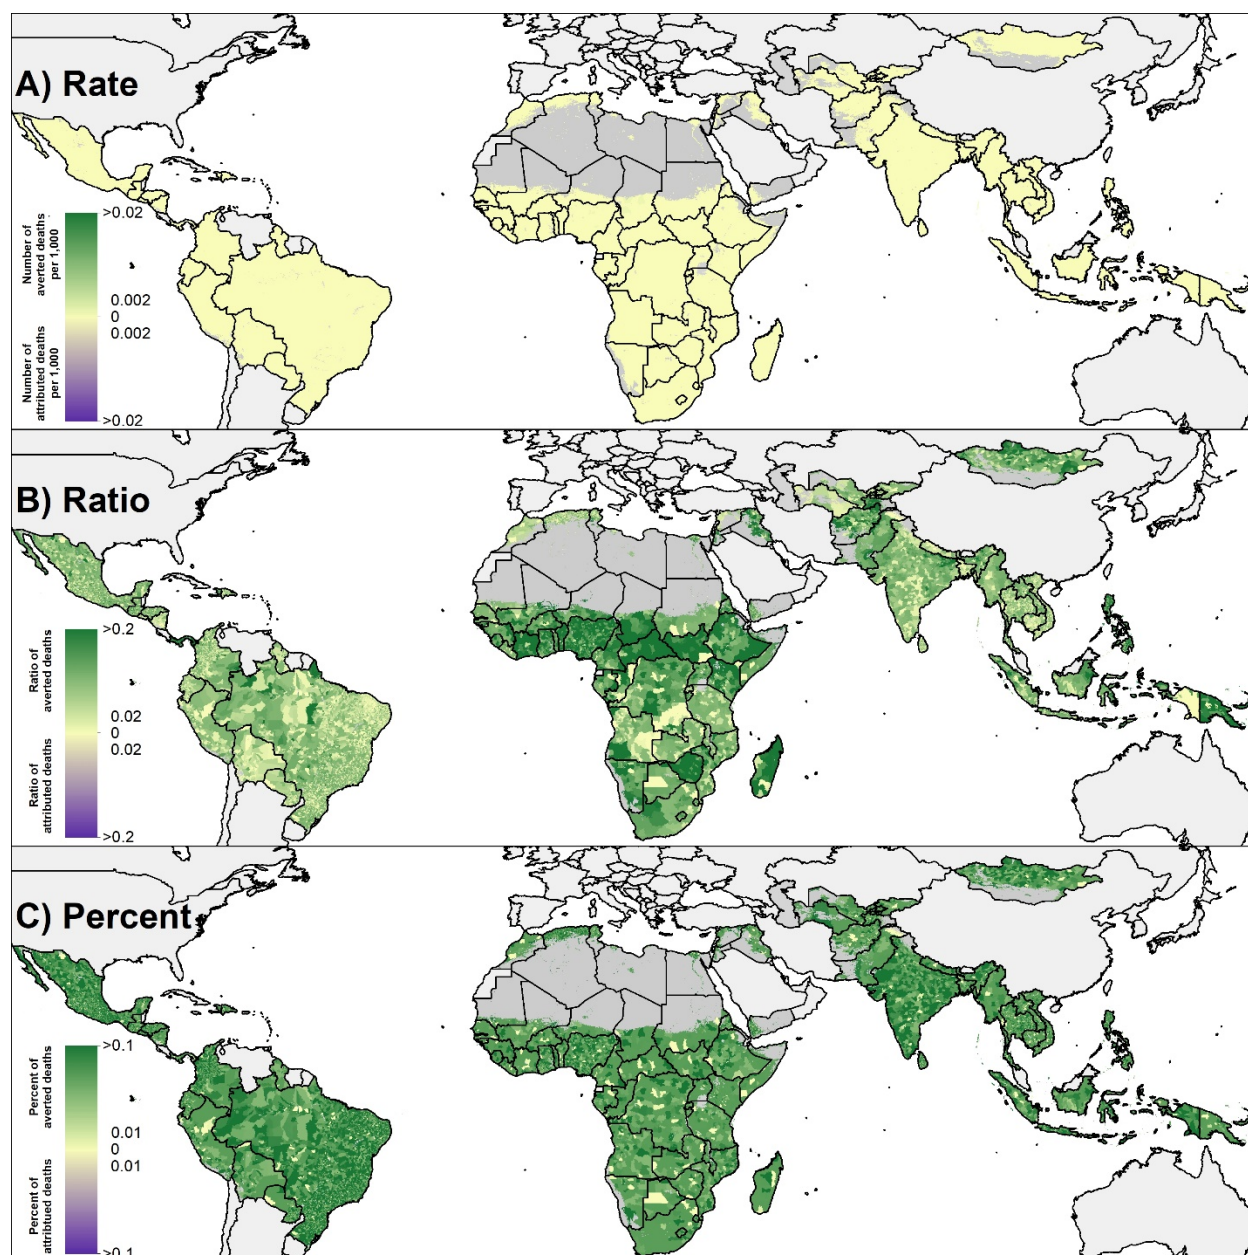 A) Rate
Number of
averted deaths
per 1,000
Number of
attributed deaths
per 1,000
>0.02
0.002
0
0.002
>0.02
B) Ratio
Ratio of
averted deaths
Ratio of
attributed deaths
>0.2
0.02
0
0.02
>0.2
C) Percent
Percent of
averted deaths
Percent of
attribtued deaths
>0.1
0.01
0
0.01
>0.1